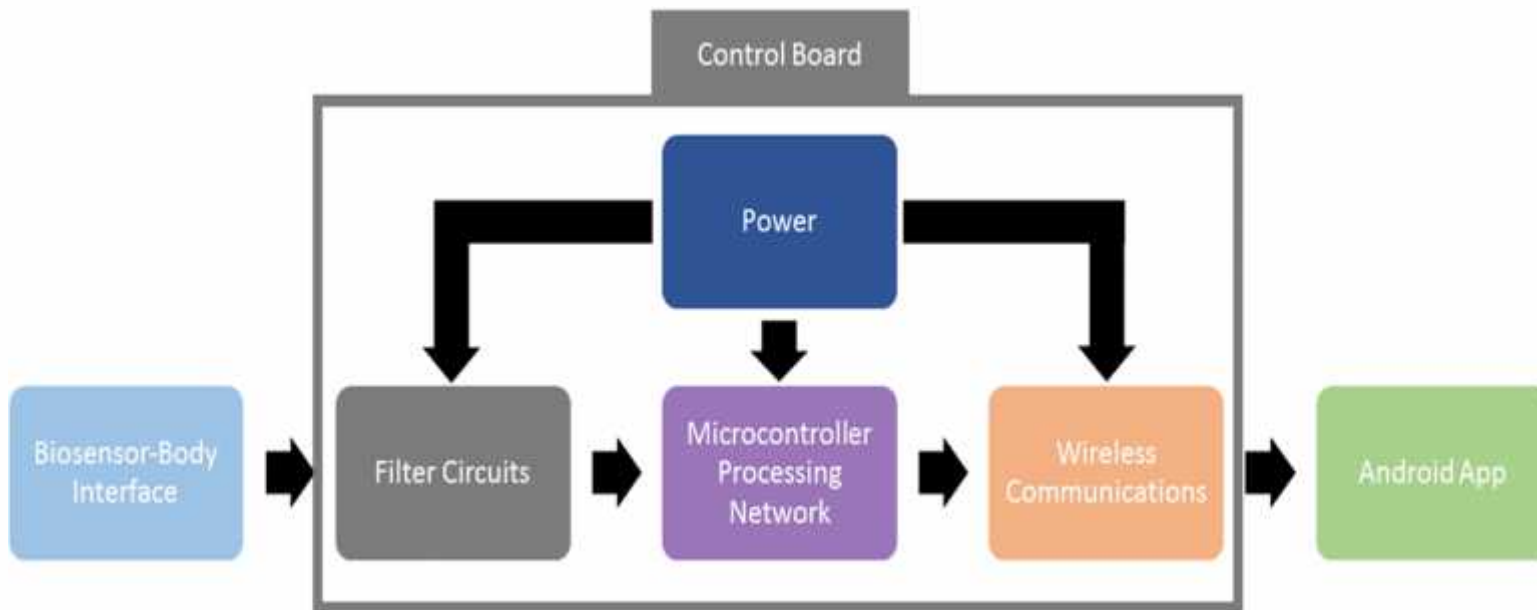 Control Board
Power
Biosensor-Body
Interface
Filter Circuits
Microcontroller
Processing
Network
Wireless
Communications
Android App